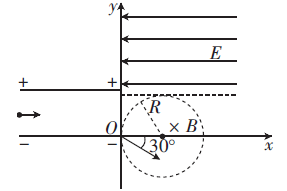 y
E
+ +
R
O × B
− − 30° x